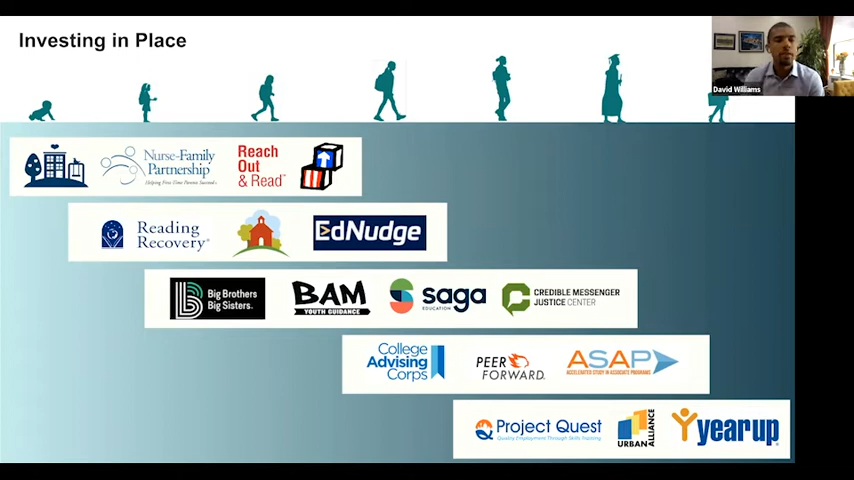 Investing in Place
David Williams
Nurse-Family
Partnership
Helping First-Time Parents Succeed
Reach
Out
& Read
Reading
Recovery
EdNudge
Big Brothers
Big Sisters.
BAM
YOUTH GUIDANCE
saga
EDUCATION
CREDIBLE MESSENGER
JUSTICE CENTER
College
Advising
Corps
PEER
FORWARD
ASAP
ACCELERATED STUDY IN ASSOCIATE PROGRAMS
Project Quest
Quality Employment Through Skills Training
URBAN
ALLIANCE
year up